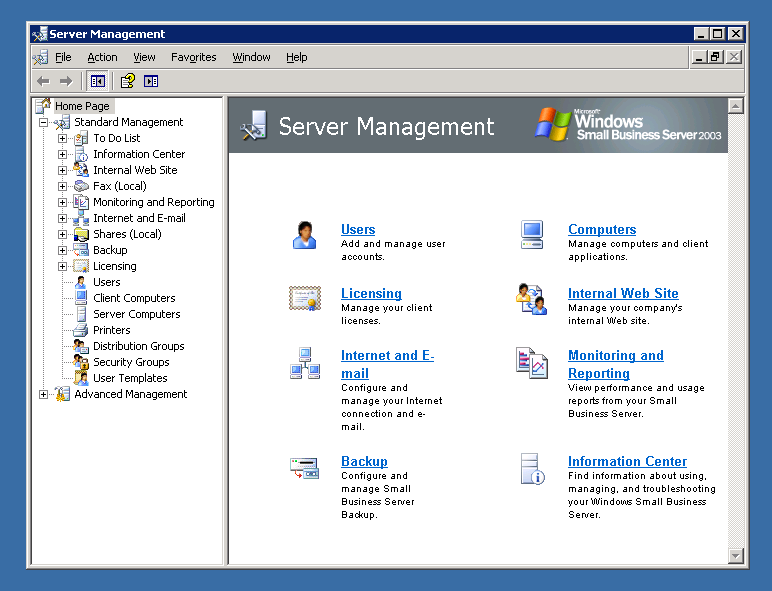 Server Management
File Action View Favorites Window Help
Home Page
Standard Management
To Do List
Information Center
Internal Web Site
Fax (Local)
Monitoring and Reporting
Internet and E-mail
Shares (Local)
Backup
Licensing
Users
Client Computers
Server Computers
Printers
Distribution Groups
Security Groups
User Templates
Advanced Management
Server Management
Microsoft
Windows
Small Business Server 2003
Users
Add and manage user
accounts.
Computers
Manage computers and client
applications.
Licensing
Manage your client
licenses.
Internal Web Site
Manage your company's
internal Web site.
Internet and E-
mail
Configure and
manage your Internet
connection and e-
mail.
Monitoring and
Reporting
View performance and usage
reports from your Small
Business Server.
Backup
Configure and
manage Small
Business Server
Backup.
Information Center
Find information about using,
managing, and troubleshooting
your Windows Small Business
Server.